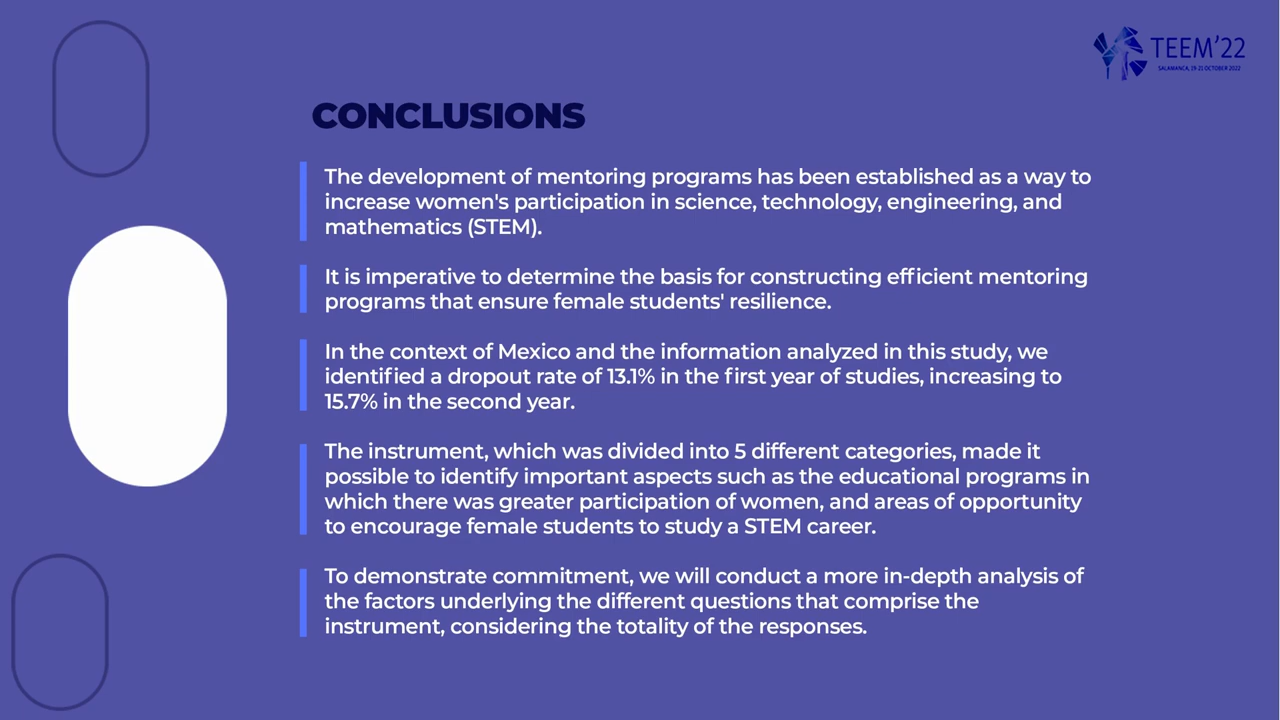 TEEM'22
SALAMANCA, 19-21 OCTOBER 2022
CONCLUSIONS
The development of mentoring programs has been established as a way to
increase women's participation in science, technology, engineering, and
mathematics (STEM).
It is imperative to determine the basis for constructing efficient mentoring
programs that ensure female students' resilience.
In the context of Mexico and the information analyzed in this study, we
identified a dropout rate of 13.1% in the first year of studies, increasing to
15.7% in the second year.
The instrument, which was divided into 5 different categories, made it
possible to identify important aspects such as the educational programs in
which there was greater participation of women, and areas of opportunity
to encourage female students to study a STEM career.
To demonstrate commitment, we will conduct a more in-depth analysis of
the factors underlying the different questions that comprise the
instrument, considering the totality of the responses.